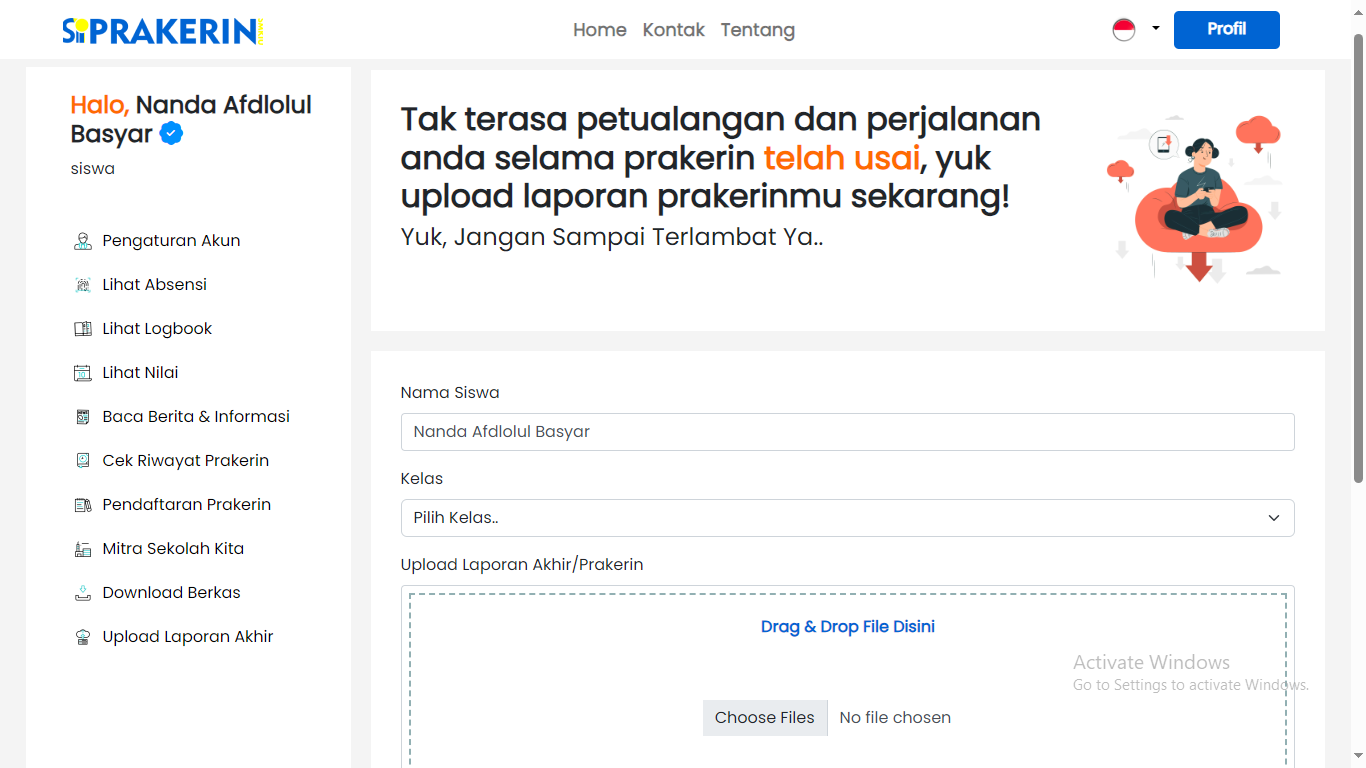 SiPRAKERIN
Home Kontak Tentang
Profil
Halo, Nanda Afdlolul
Basyar
siswa
Pengaturan Akun
Lihat Absensi
Lihat Logbook
Lihat Nilai
Baca Berita & Informasi
Cek Riwayat Prakerin
Pendaftaran Prakerin
Mitra Sekolah Kita
Download Berkas
Upload Laporan Akhir
Tak terasa petualangan dan perjalanan
anda selama prakerin telah usai, yuk
upload laporan prakerinmu sekarang!
Yuk, Jangan Sampai Terlambat Ya..
Nama Siswa
Nanda Afdlolul Basyar
Kelas
Pilih Kelas..
Upload Laporan Akhir/Prakerin
Drag & Drop File Disini
Choose Files No file chosen
Activate Windows
Go to Settings to activate Windows.